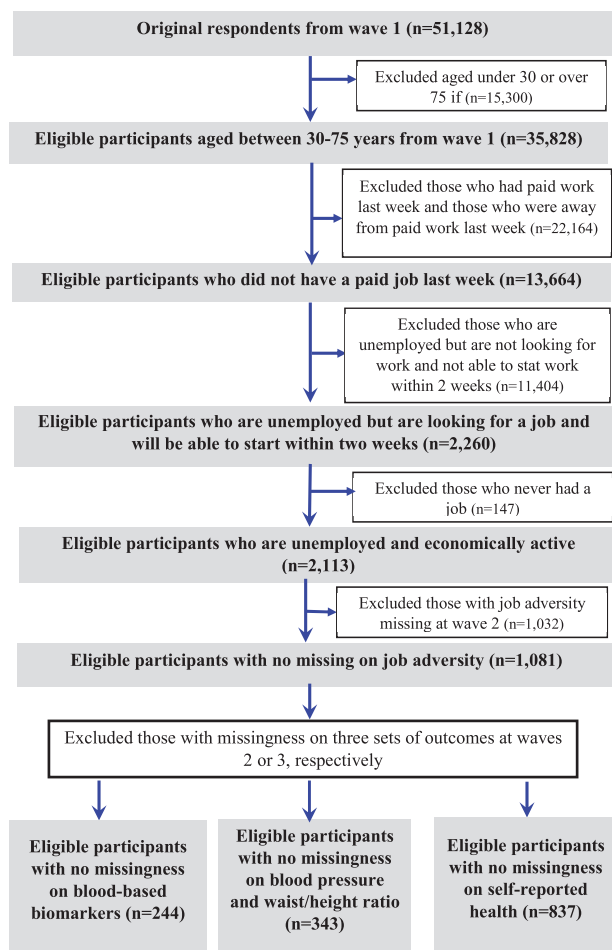 Original respondents from wave 1 (n=51,128)
Excluded aged under 30 or over
75 if (n=15,300)
Eligible participants aged between 30-75 years from wave 1 (n=35,828)
Excluded those who had paid work
last week and those who were away
from paid work last week (n=22,164)
Eligible participants who did not have a paid job last week (n=13,664)
Excluded those who are
unemployed but are not looking for
work and not able to stat work
within 2 weeks (n=11,404)
Eligible participants who are unemployed but are looking for a job and
will be able to start within two weeks (n=2,260)
Excluded those who never had a
job (n=147)
Eligible participants who are unemployed and economically active
(n=2,113)
Excluded those with job adversity
missing at wave 2 (n=1,032)
Eligible participants with no missing on job adversity (n=1,081)
Excluded those with missingness on three sets of outcomes at waves
2 or 3, respectively
Eligible participants
with no missingness
on blood-based
biomarkers (n=244)
Eligible participants
with no missingness
on blood pressure
and waist/height ratio
(n=343)
Eligible participants
with no missingness
on self-reported
health (n=837)